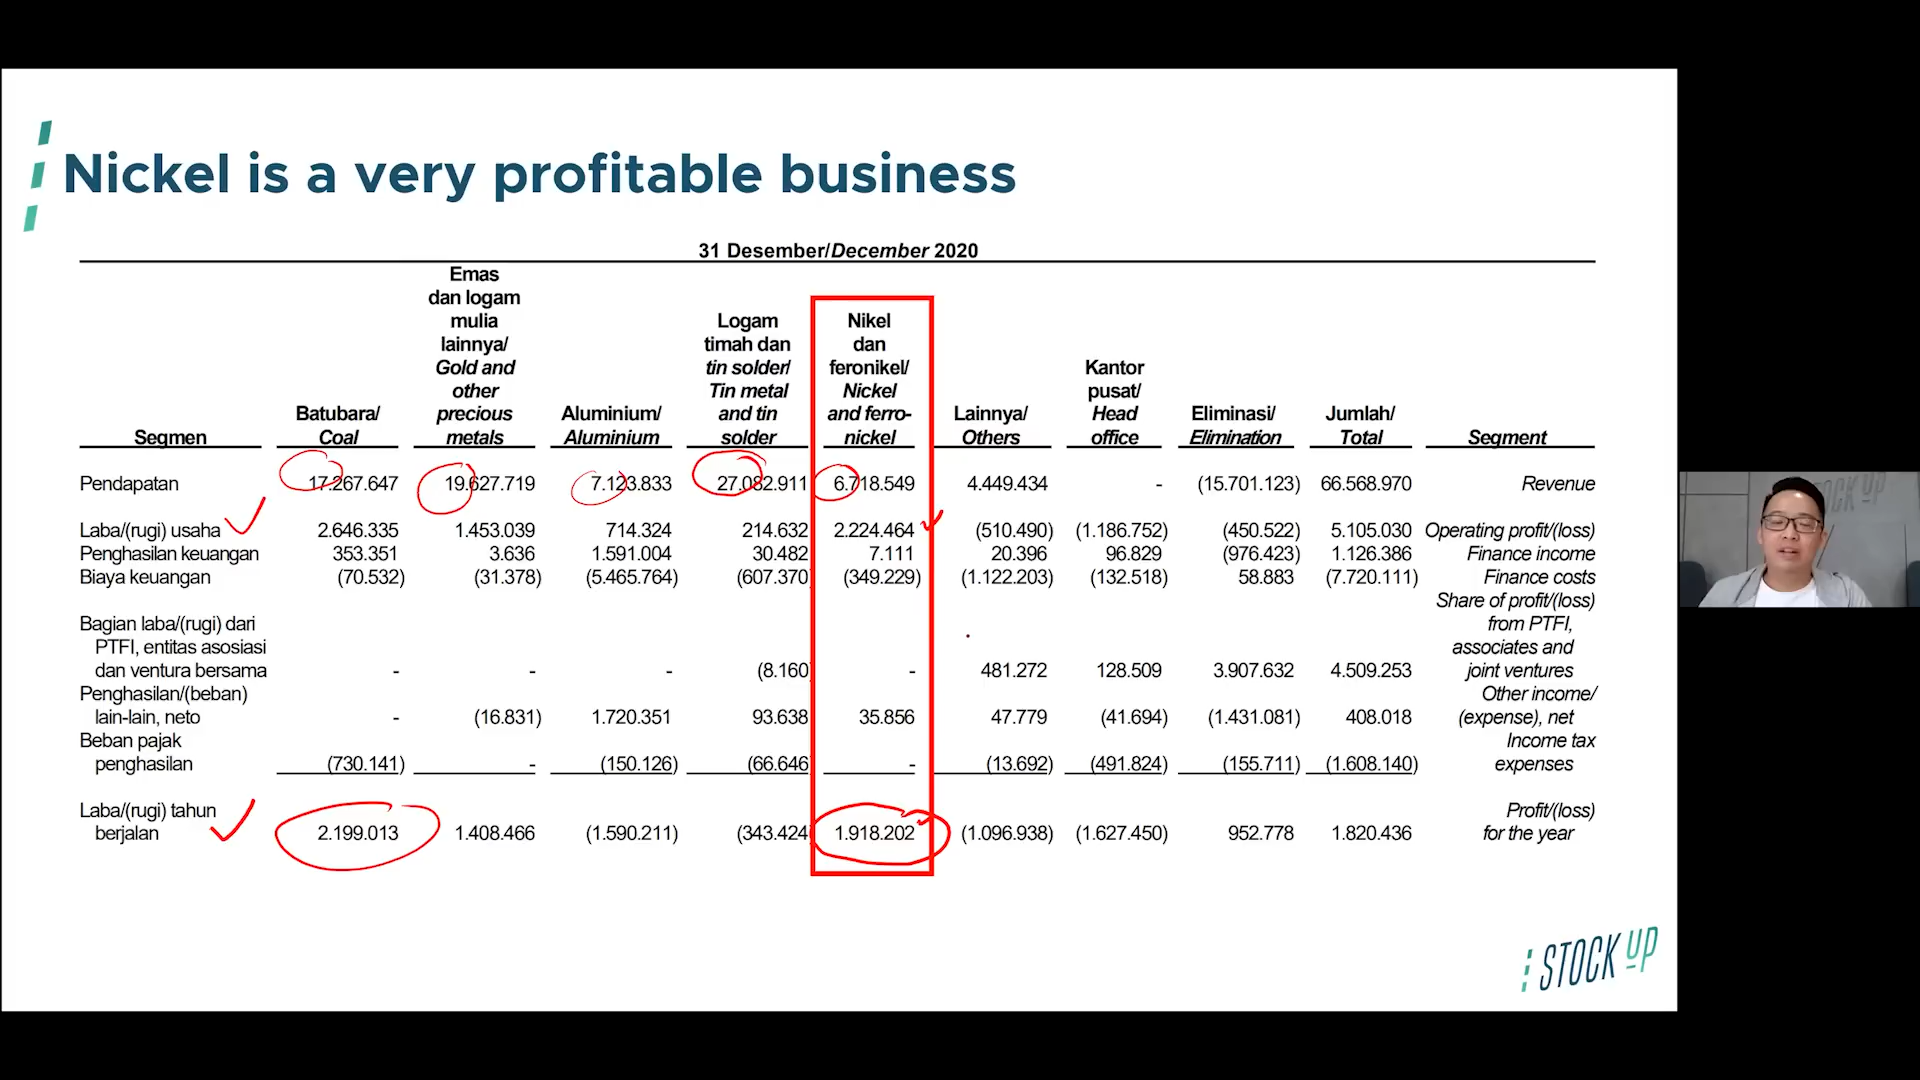 Nickel is a very profitable business
31 Desember/December 2020
Segmen
Batubara/
Coal
Emas
dan logam
mulia
lainnya/
Gold and
other
precious
metals
Aluminium/
Aluminium
Logam
timah dan
tin solder/
Tin metal
and tin
solder
Nikel
dan
feronikel/
Nickel
and ferro-
nickel
Lainnya/
Others
Kantor
pusat/
Head
office
Eliminasi/
Elimination
Jumlah/
Total
Segment
Pendapatan 17.267.647 19.627.719 7.123.833 27.082.911 6.718.549 4.449.434 - (15.701.123) 66.568.970 Revenue
Laba/(rugi) usaha 2.646.335 1.453.039 714.324 214.632 2.224.464 (510.490) (1.186.752) (450.522) 5.105.030 Operating profit/(loss)
Penghasilan keuangan 353.351 3.636 1.591.004 30.482 7.111 20.396 96.829 (976.423) 1.126.386 Finance income
Biaya keuangan (70.532) (31.378) (5.465.764) (607.370) (349.229) (1.122.203) (132.518) 58.883 (7.720.111) Finance costs
Share of profit/(loss)
Bagian laba/(rugi) dari from PTFI,
PTFI, entitas asosiasi associates and
dan ventura bersama - - - (8.160) - 481.272 128.509 3.907.632 4.509.253 joint ventures
Penghasilan/(beban) Other income/
lain-lain, neto - (16.831) 1.720.351 93.638 35.856 47.779 (41.694) (1.431.081) 408.018 (expense), net
Beban pajak Income tax
penghasilan (730.141) - (150.126) (66.646 - (13.692) (491.824) (155.711) (1.608.140) expenses
Laba/(rugi) tahun Profit/(loss)
berjalan 2.199.013 1.408.466 (1.590.211) (343.424 1.918.202 (1.096.938) (1.627.450) 952.778 1.820.436 for the year
STOCK UP
STOCK UP